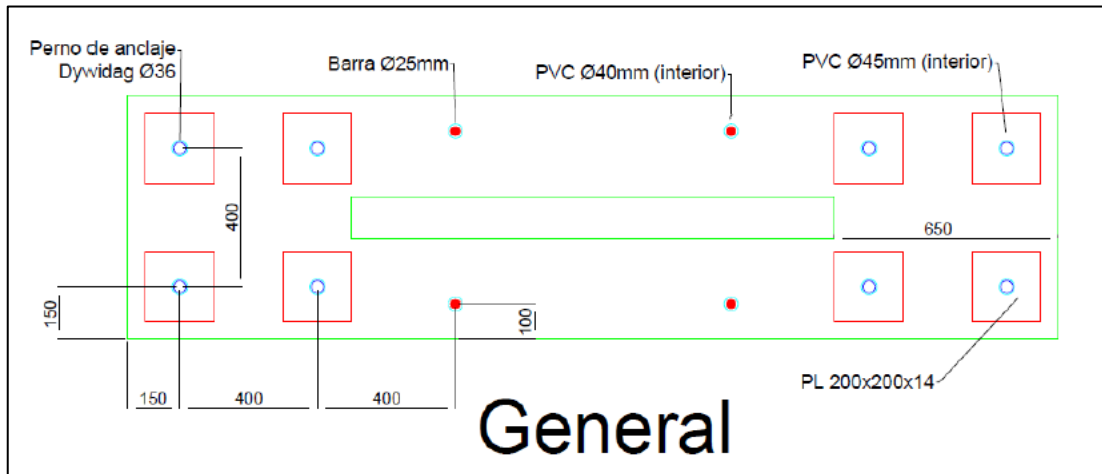 Perno de anclaje
Dywidag Ø36
Barra Ø25mm
PVC Ø40mm (interior)
PVC Ø45mm (interior)
400
650
150
100
PL 200x200x14
150
400
400
General